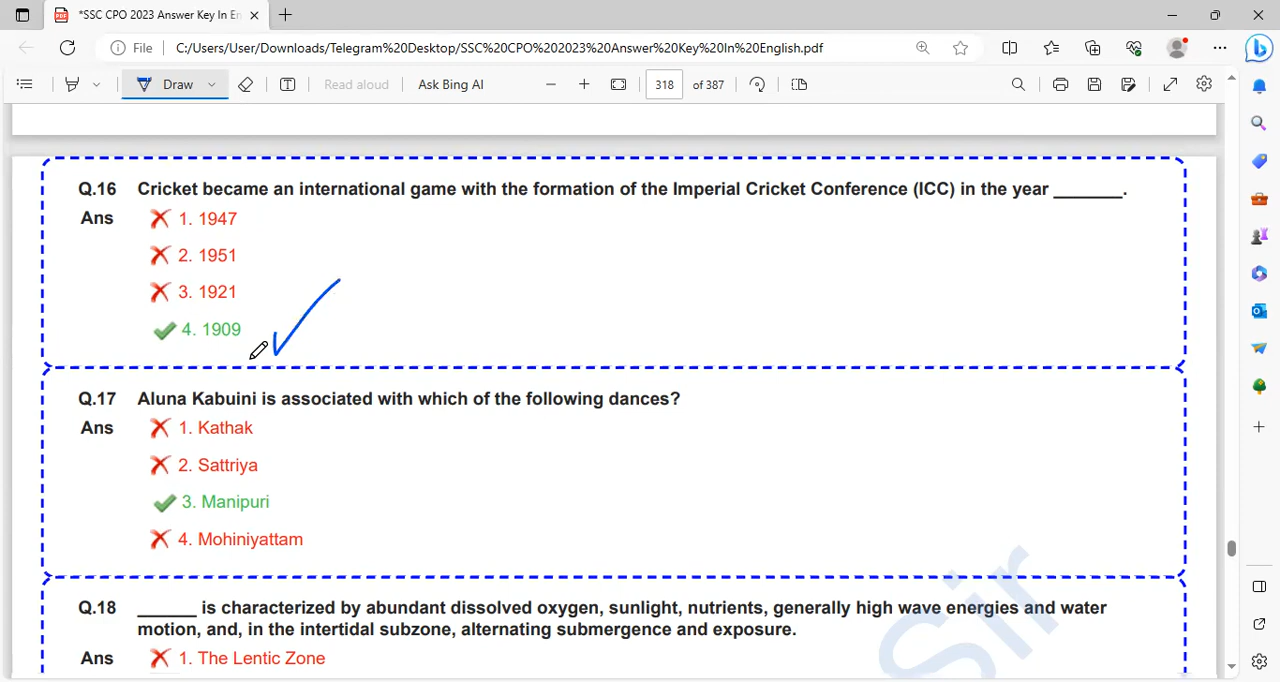 *SSC CPO 2023 Answer Key In En
File C:/Users/User/Downloads/Telegram%20Desktop/SSC%20CPO%202023%20Answer%20Key%20In%20English.pdf
Draw Read aloud Ask Bing AI 318 of 387
Q.16 Cricket became an international game with the formation of the Imperial Cricket Conference (ICC) in the year _______.
Ans 1. 1947
2. 1951
3. 1921
4. 1909
Q.17 Aluna Kabuini is associated with which of the following dances?
Ans 1. Kathak
2. Sattriya
3. Manipuri
4. Mohiniyattam
Q.18 ______ is characterized by abundant dissolved oxygen, sunlight, nutrients, generally high wave energies and water
motion, and, in the intertidal subzone, alternating submergence and exposure.
Ans 1. The Lentic Zone
Sir